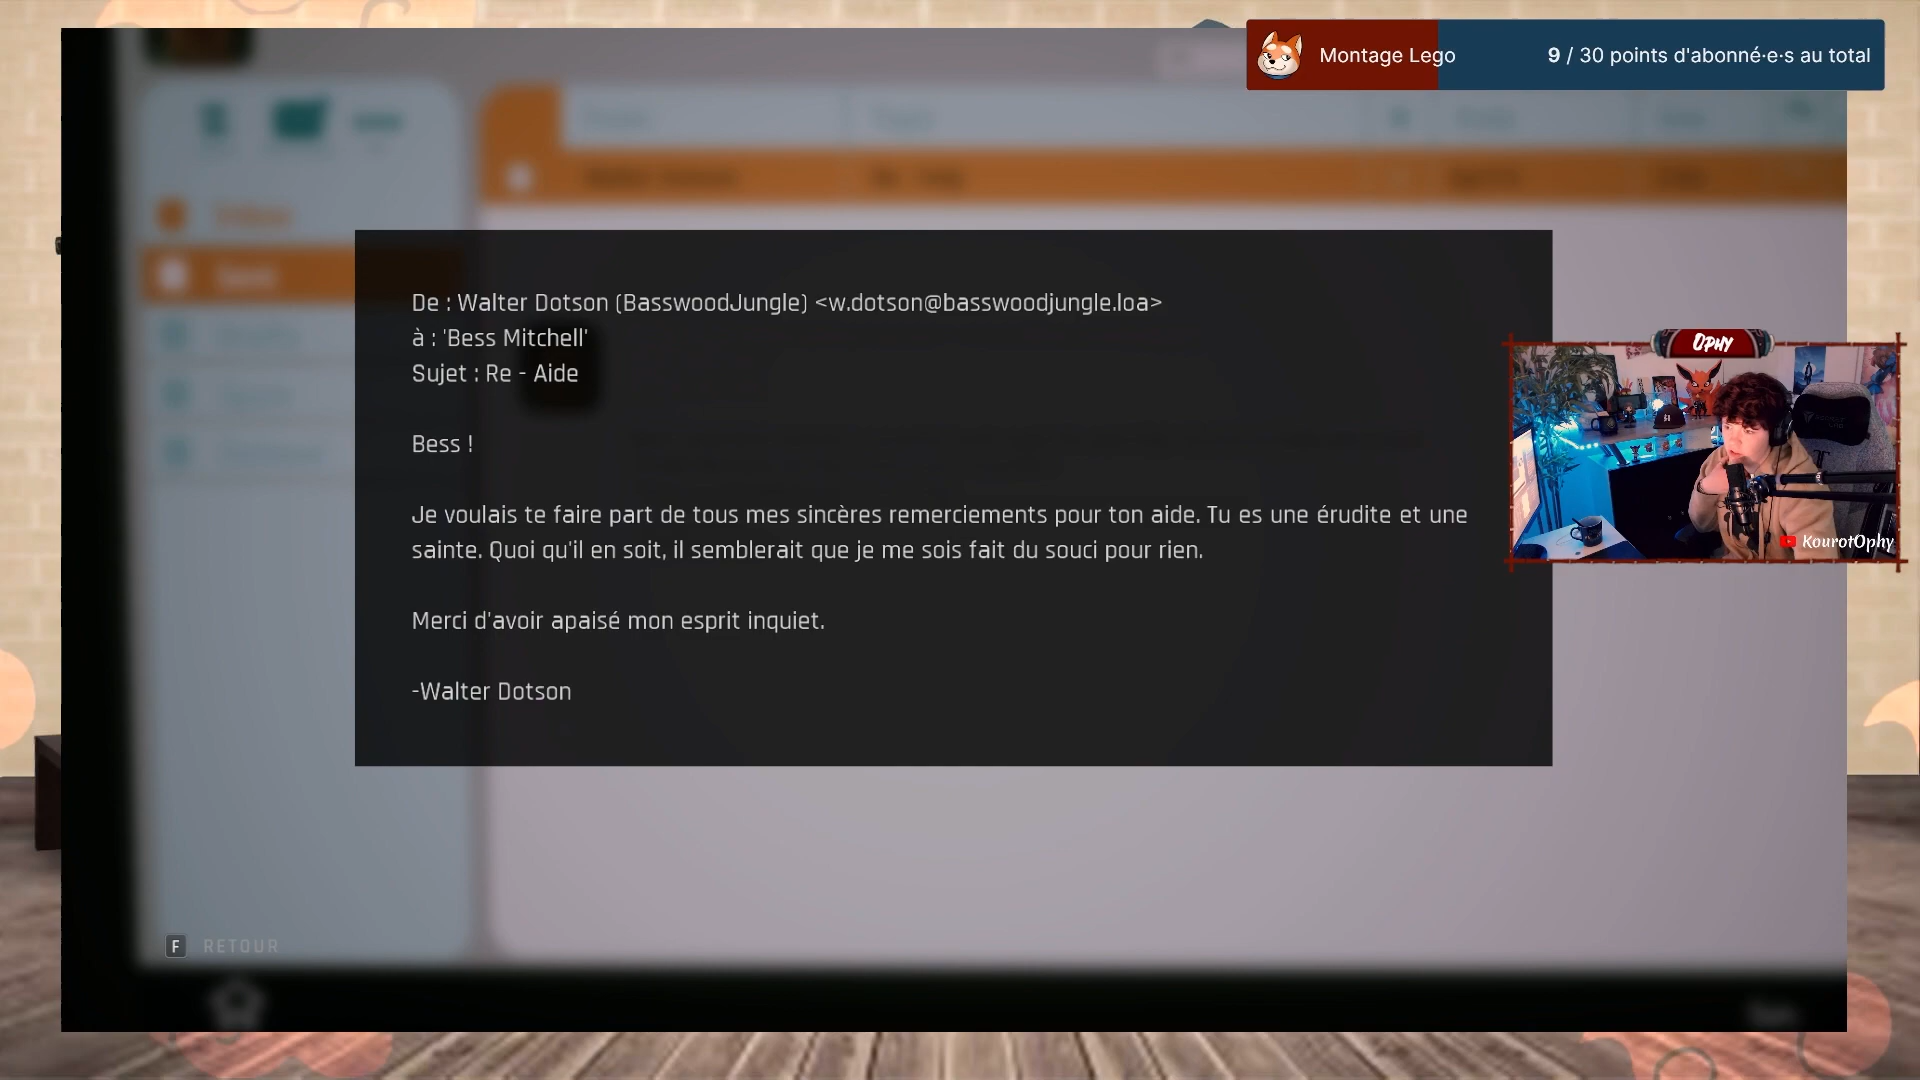 Montage Lego
9 / 30 points d'abonné·e·s au total
De : Walter Dotson (BasswoodJungle) <w.dotson@basswoodjungle.loa>
à : 'Bess Mitchell'
Sujet : Re - Aide
Bess !
Je voulais te faire part de tous mes sincères remerciements pour ton aide. Tu es une érudite et une
sainte. Quoi qu'il en soit, il semblerait que je me sois fait du souci pour rien.
Merci d'avoir apaisé mon esprit inquiet.
-Walter Dotson
OPHY
KourotOphy
F RETOUR